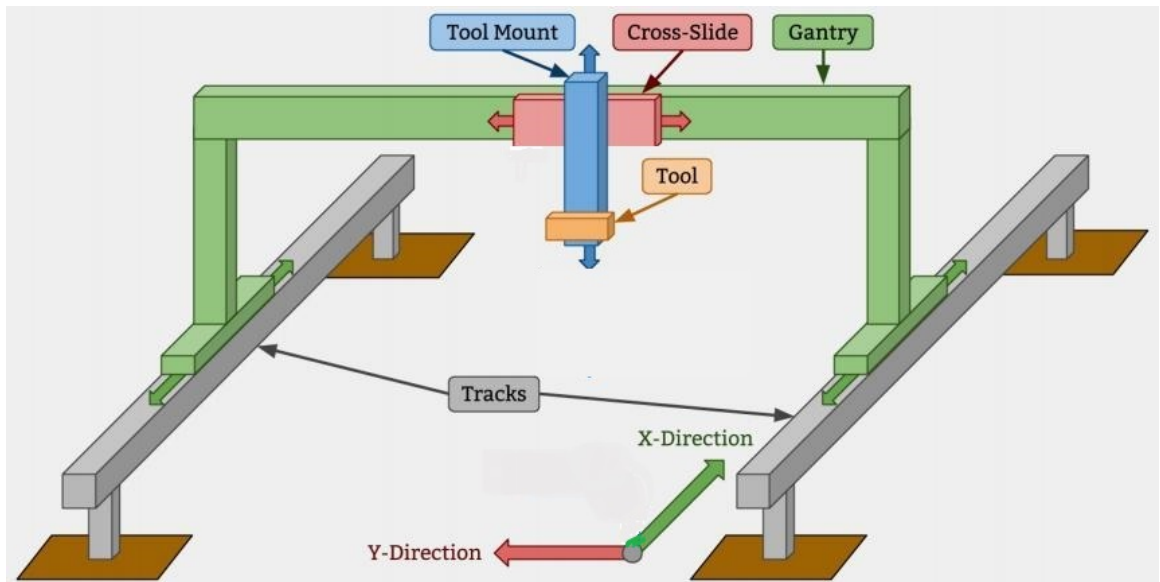 Tool Mount
Cross-Slide
Gantry
Tool
Tracks
X-Direction
Y-Direction